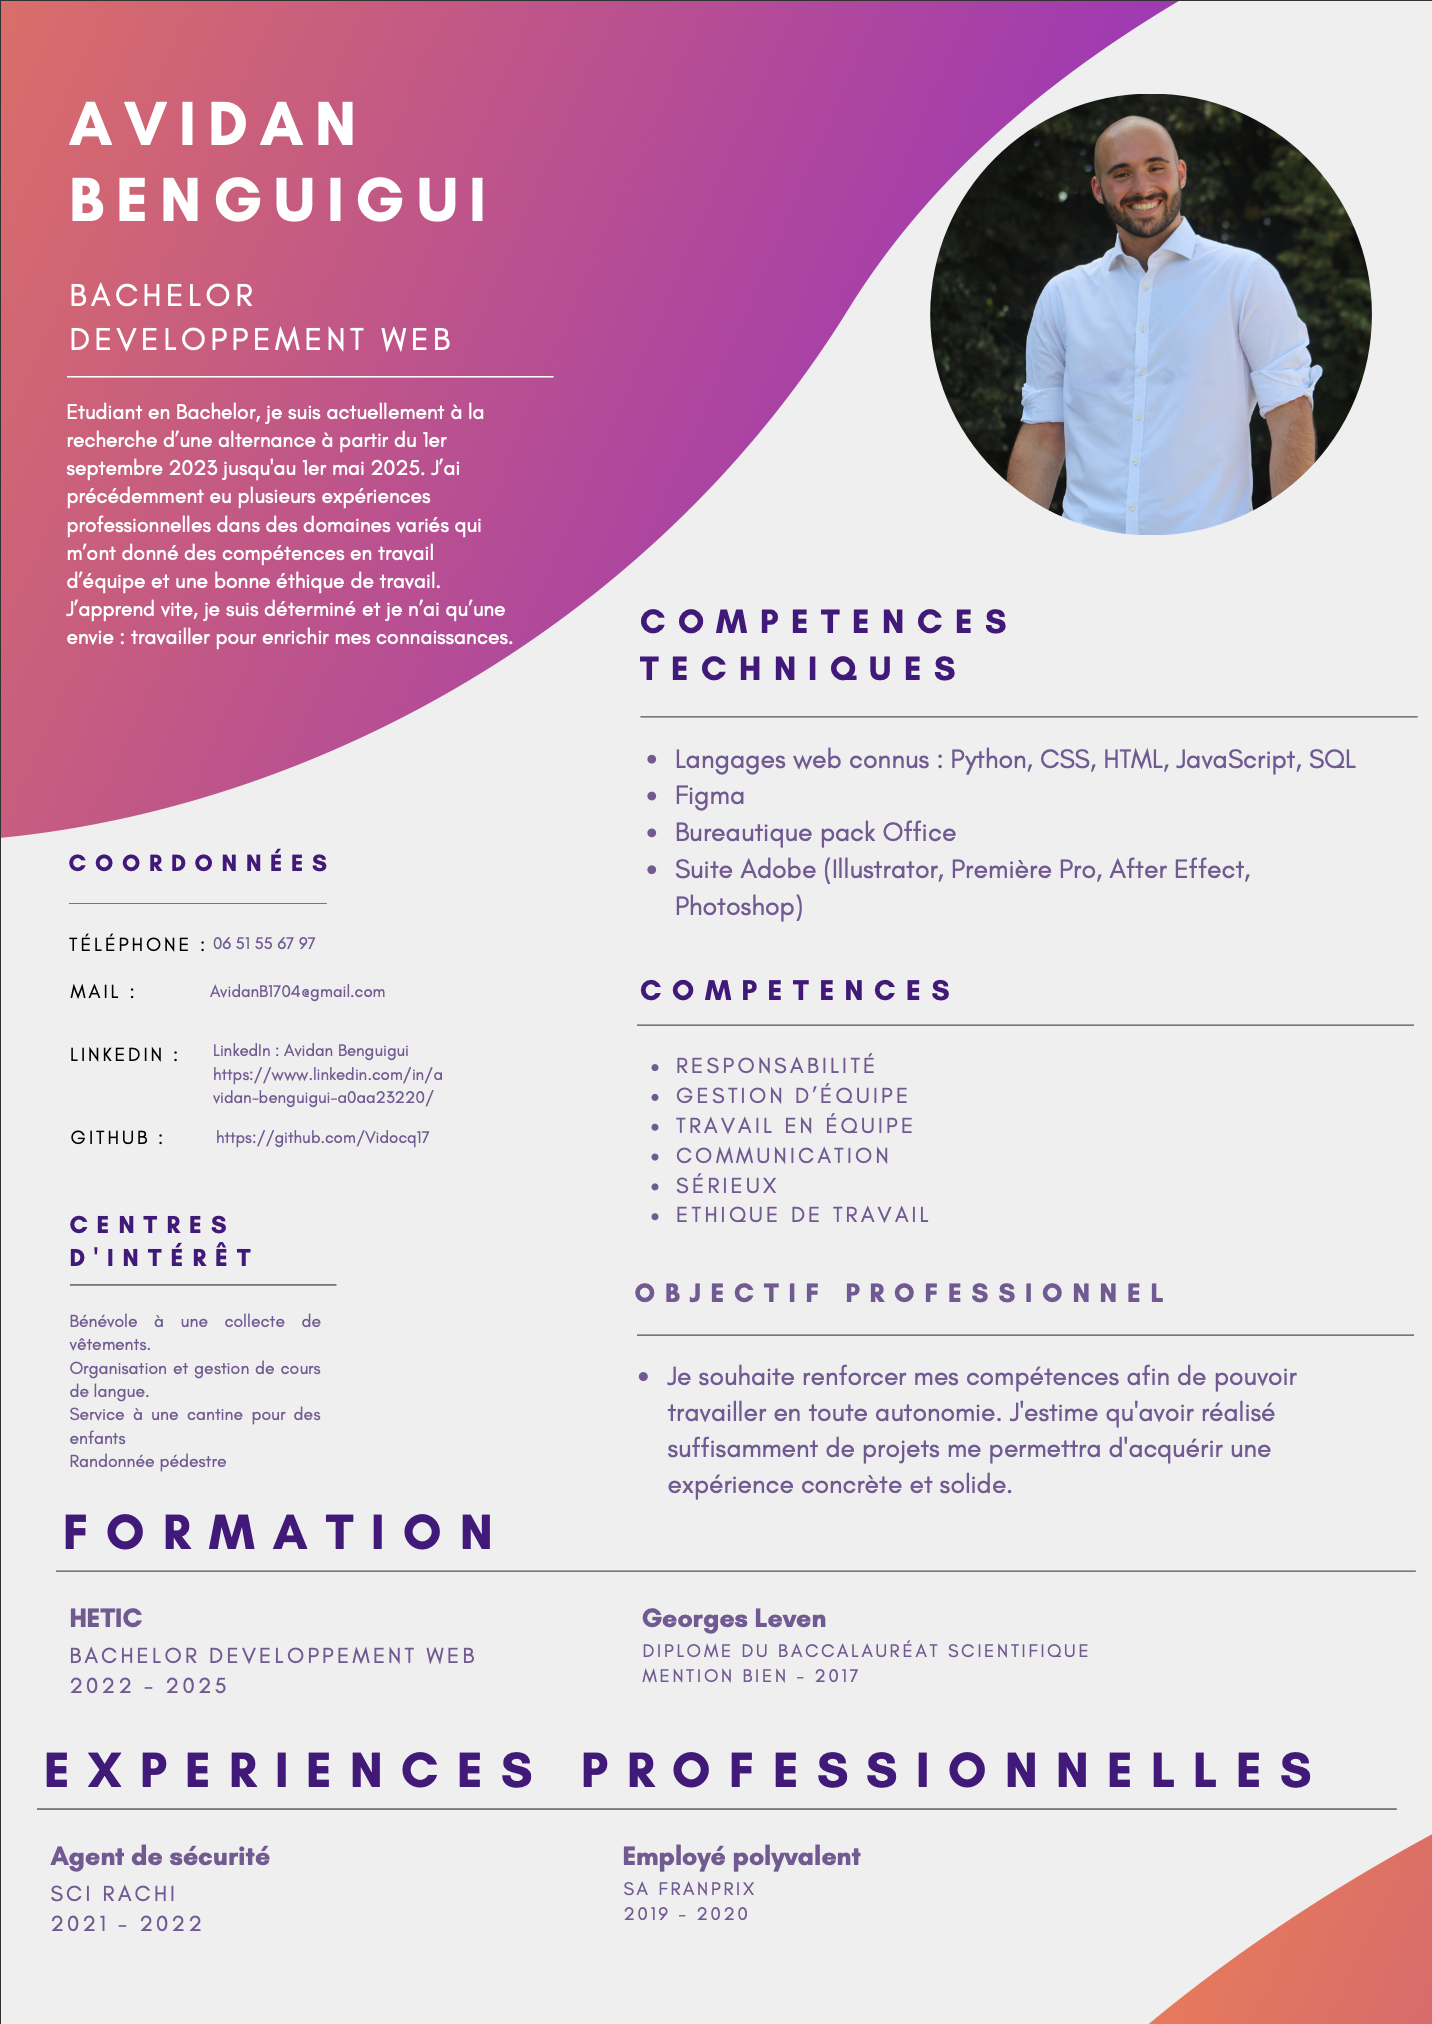 AVIDAN
BENGUIGUI
BACHELOR
DEVELOPPEMENT WEB
Etudiant en Bachelor, je suis actuellement à la
recherche d’une alternance à partir du 1er
septembre 2023 jusqu'au 1er mai 2025. J’ai
précédemment eu plusieurs expériences
professionnelles dans des domaines variés qui
m’ont donné des compétences en travail
d’équipe et une bonne éthique de travail.
J’apprend vite, je suis déterminé et je n’ai qu’une
envie : travailler pour enrichir mes connaissances.
COORDONNÉES
TÉLÉPHONE : 06 51 55 67 97
MAIL : AvidanB1704@gmail.com
LINKEDIN : LinkedIn : Avidan Benguigui
https://www.linkedin.com/in/a
vidan-benguigui-a0aa23220/
GITHUB : https://github.com/Vidocq17
CENTRES
D'INTÉRÊT
Bénévole à une collecte de
vêtements.
Organisation et gestion de cours
de langue.
Service à une cantine pour des
enfants
Randonnée pédestre
COMPETENCES
TECHNIQUES
• Langages web connus : Python, CSS, HTML, JavaScript, SQL
• Figma
• Bureautique pack Office
• Suite Adobe (Illustrator, Première Pro, After Effect,
Photoshop)
COMPETENCES
• RESPONSABILITÉ
• GESTION D’ÉQUIPE
• TRAVAIL EN ÉQUIPE
• COMMUNICATION
• SÉRIEUX
• ETHIQUE DE TRAVAIL
OBJECTIF PROFESSIONNEL
• Je souhaite renforcer mes compétences afin de pouvoir
travailler en toute autonomie. J'estime qu'avoir réalisé
suffisamment de projets me permettra d'acquérir une
expérience concrète et solide.
FORMATION
HETIC
BACHELOR DEVELOPPEMENT WEB
2022 - 2025
Georges Leven
DIPLOME DU BACCALAURÉAT SCIENTIFIQUE
MENTION BIEN - 2017
EXPERIENCES PROFESSIONNELLES
Agent de sécurité
SCI RACHI
2021 - 2022
Employé polyvalent
SA FRANPRIX
2019 - 2020